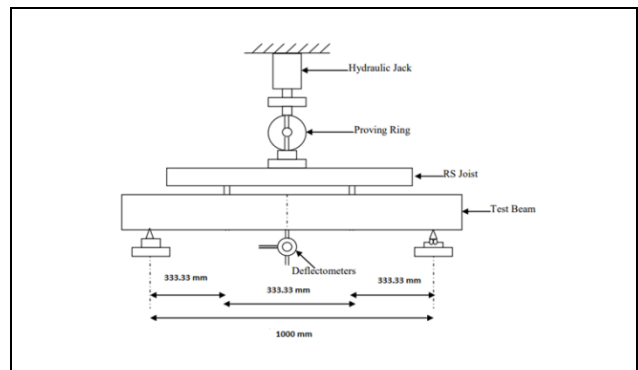 Hydraulic Jack
Proving Ring
RS Joist
Test Beam
Deflectometers
333.33 mm
333.33 mm
333.33 mm
1000 mm